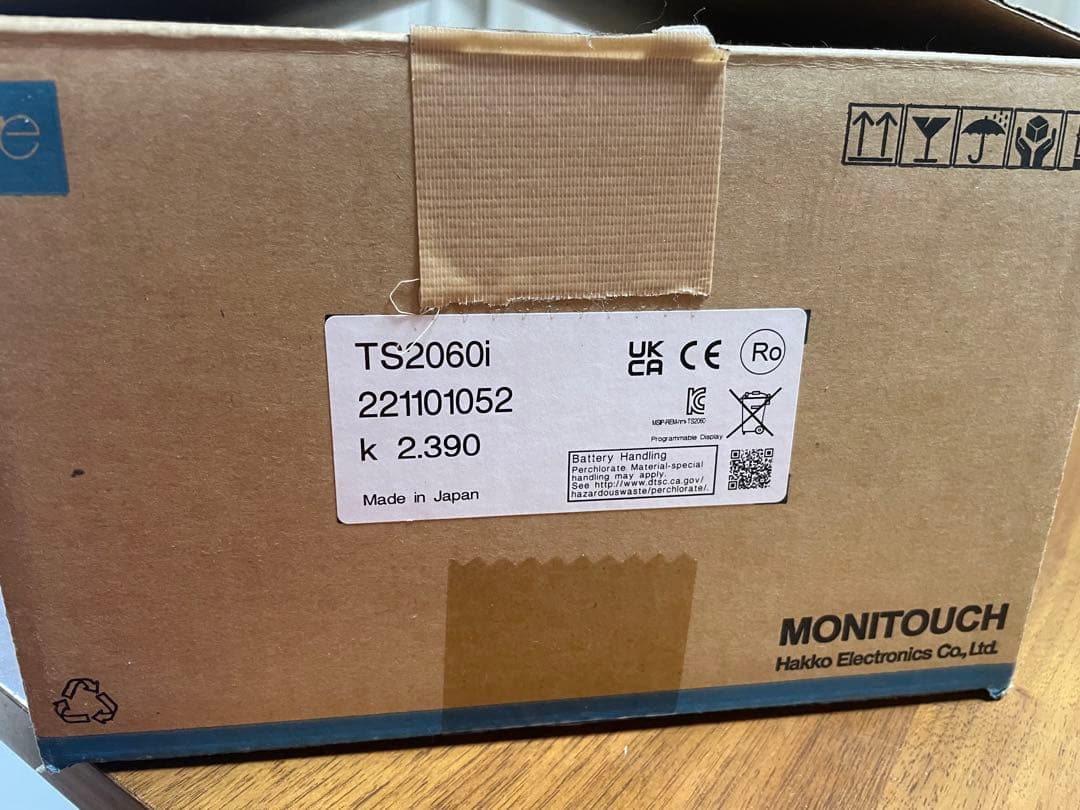 e
TS2060i
221101052
k 2.390
Made in Japan
UK
CA
CE
Ro
Programmable Display
Battery Handling
Perchlorate Material-special
handling may apply.
See http://www.dtsc.ca.gov/
hazardouswaste/perchlorate/.
MONITOUCH
Hakko Electronics Co., Ltd.